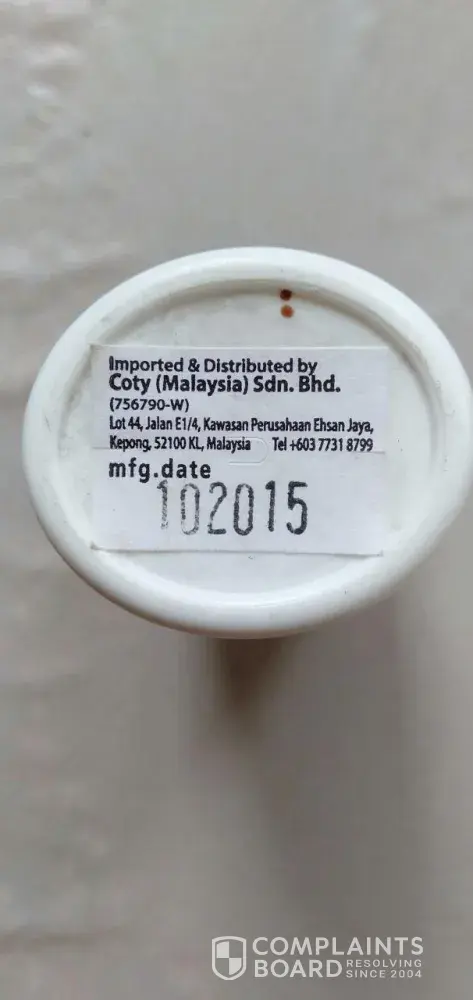 Imported & Distributed by
Coty (Malaysia) Sdn. Bhd.
(756790-W)
Lot 44, Jalan E1/4, Kawasan Perusahaan Ehsan Jaya,
Kepong, 52100 KL, Malaysia Tel +603 7731 8799
mfg.date
102015
COMPLAINTS
BOARD RESOLVING
SINCE 2004